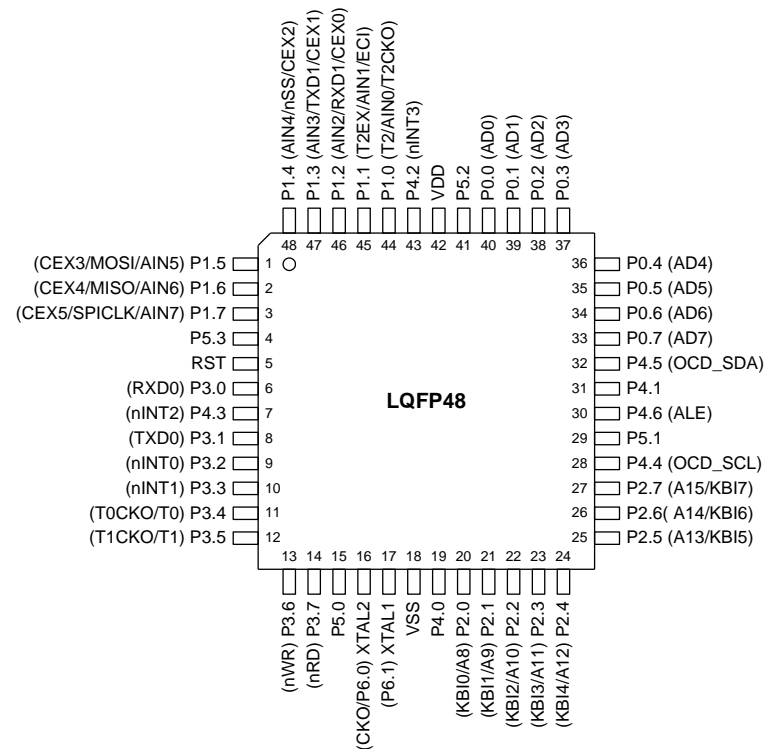 P1.4 (AIN4/nSS/CEX2)
P1.3 (AIN3/TXD1/CEX1)
P1.2 (AIN2/RXD1/CEX0)
P1.1 (T2EX/AIN1/ECI)
P1.0 (T2/AIN0/T2CKO)
P4.2 (nINT3)
VDD
P5.2
P0.0 (AD0)
P0.1 (AD1)
P0.2 (AD2)
P0.3 (AD3)
48 47 46 45 44 43 42 41 40 39 38 37
(CEX3/MOSI/AIN5) P1.5 1
36 P0.4 (AD4)
(CEX4/MISO/AIN6) P1.6 2
35 P0.5 (AD5)
(CEX5/SPICLK/AIN7) P1.7 3
34 P0.6 (AD6)
P5.3 4
33 P0.7 (AD7)
RST 5
32 P4.5 (OCD_SDA)
(RXD0) P3.0 6
31 P4.1
(nINT2) P4.3 7
LQFP48
30 P4.6 (ALE)
(TXD0) P3.1 8
29 P5.1
(nINT0) P3.2 9
28 P4.4 (OCD_SCL)
(nINT1) P3.3 10
27 P2.7 (A15/KBI7)
(T0CKO/T0) P3.4 11
26 P2.6( A14/KBI6)
(T1CKO/T1) P3.5 12
25 P2.5 (A13/KBI5)
13 14 15 16 17 18 19 20 21 22 23 24
(nWR) P3.6
(nRD) P3.7
P5.0
(CKO/P6.0) XTAL2
(P6.1) XTAL1
VSS
P4.0
(KBI0/A8) P2.0
(KBI1/A9) P2.1
(KBI2/A10) P2.2
(KBI3/A11) P2.3
(KBI4/A12) P2.4